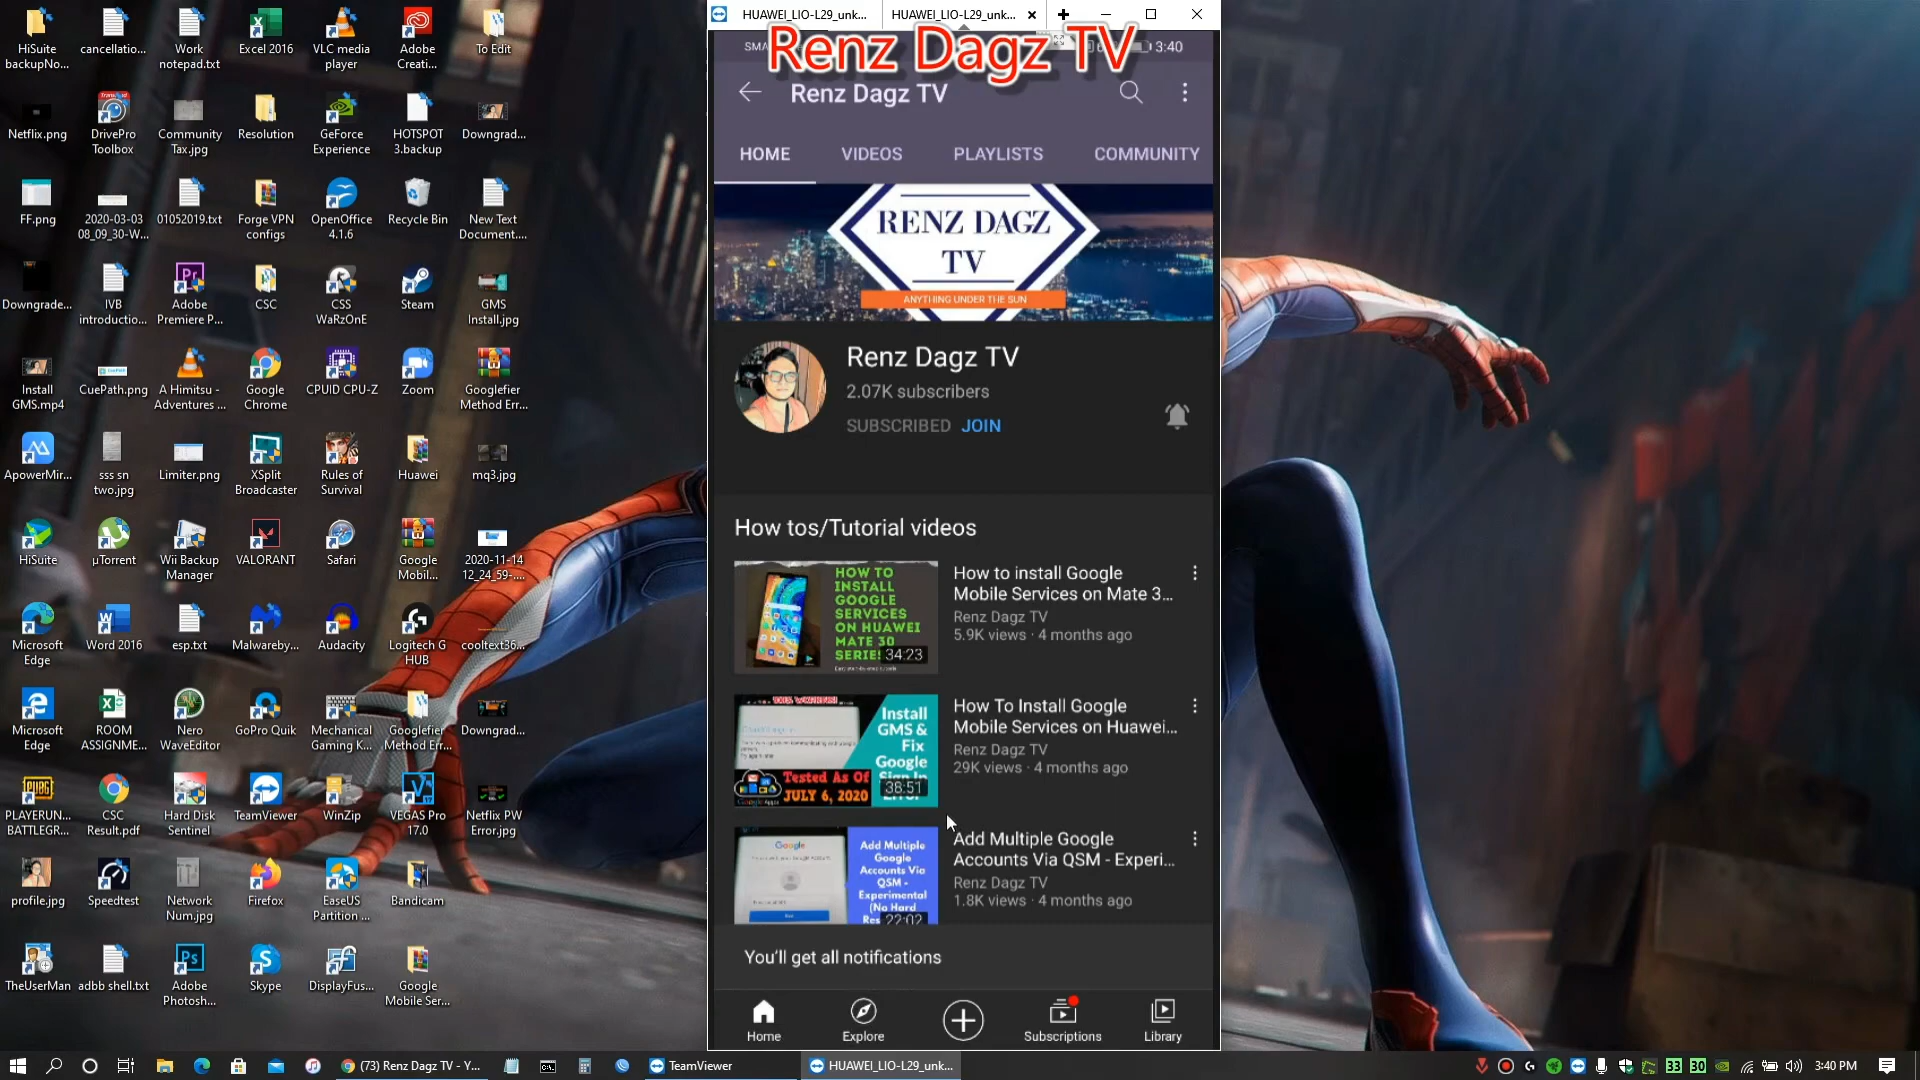 HiSuite backupNo...
cancellatio...
Work notepad.txt
Excel 2016
VLC media player
Adobe Creati...
To Edit
Netflix.png
DrivePro Toolbox
Community Tax.jpg
Resolution
GeForce Experience
HOTSPOT 3.backup
Downgrad...
FF.png
2020-03-03 08_09_30-W...
01052019.txt
Forge VPN configs
OpenOffice 4.1.6
Recycle Bin
New Text Document....
Downgrade...
IVB introductio...
Adobe Premiere P...
CSC
CSS WaRzOnE
Steam
GMS Install.jpg
Install GMS.mp4
CuePath.png
A Himitsu - Adventures ...
Google Chrome
CPUID CPU-Z
Zoom
Googlefier Method Err...
ApowerMir...
sss sn two.jpg
Limiter.png
XSplit Broadcaster
Rules of Survival
Huawei
mq3.jpg
HiSuite
µTorrent
Wii Backup Manager
VALORANT
Safari
Google Mobil...
2020-11-14 12_24_59-....
Microsoft Edge
Word 2016
esp.txt
Malwareby...
Audacity
Logitech G HUB
cooltext36...
Microsoft Edge
ROOM ASSIGNME...
Nero WaveEditor
GoPro Quik
Mechanical Gaming K...
Googlefier Method Err...
Downgrad...
PLAYERUN... BATTLEGR...
CSC Result.pdf
Hard Disk Sentinel
TeamViewer
WinZip
VEGAS Pro 17.0
Netflix PW Error.jpg
profile.jpg
Speedtest
Network Num.jpg
Firefox
EaseUS Partition ...
Bandicam
TheUserMan
adbb shell.txt
Adobe Photosh...
Skype
DisplayFus...
Google Mobile Ser...
HUAWEI_LIO-L29_unk...
HUAWEI_LIO-L29_unk...
Renz Dagz TV
SMA
3:40
Renz Dagz TV
HOME VIDEOS PLAYLISTS COMMUNITY
RENZ DAGZ
TV
ANYTHING UNDER THE SUN
Renz Dagz TV
2.07K subscribers
SUBSCRIBED JOIN
How tos/Tutorial videos
HOW TO
INSTALL
GOOGLE
SERVICES
ON HUAWEI
MATE 30
SERIES
34:23
How to install Google
Mobile Services on Mate 3...
Renz Dagz TV
5.9K views · 4 months ago
Install
GMS &
Fix
Google
Sign In
Error
Tested As Of
JULY 6, 2020
38:51
How To Install Google
Mobile Services on Huawei...
Renz Dagz TV
29K views · 4 months ago
Google
Add Multiple
Google
Accounts Via
QSM -
Experimental
(No Hard
22:02
Add Multiple Google
Accounts Via QSM - Experi...
Renz Dagz TV
1.8K views · 4 months ago
You'll get all notifications
Home Explore Subscriptions Library
(73) Renz Dagz TV - Y...
TeamViewer
HUAWEI_LIO-L29_unk...
33 30
3:40 PM